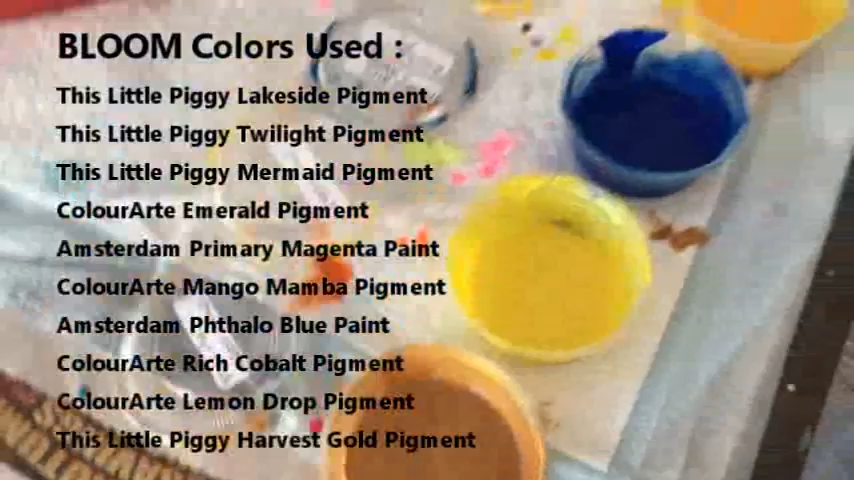 BLOOM Colors Used :
This Little Piggy Lakeside Pigment
This Little Piggy Twilight Pigment
This Little Piggy Mermaid Pigment
ColourArte Emerald Pigment
Amsterdam Primary Magenta Paint
ColourArte Mango Mamba Pigment
Amsterdam Phthalo Blue Paint
ColourArte Rich Cobalt Pigment
ColourArte Lemon Drop Pigment
This Little Piggy Harvest Gold Pigment